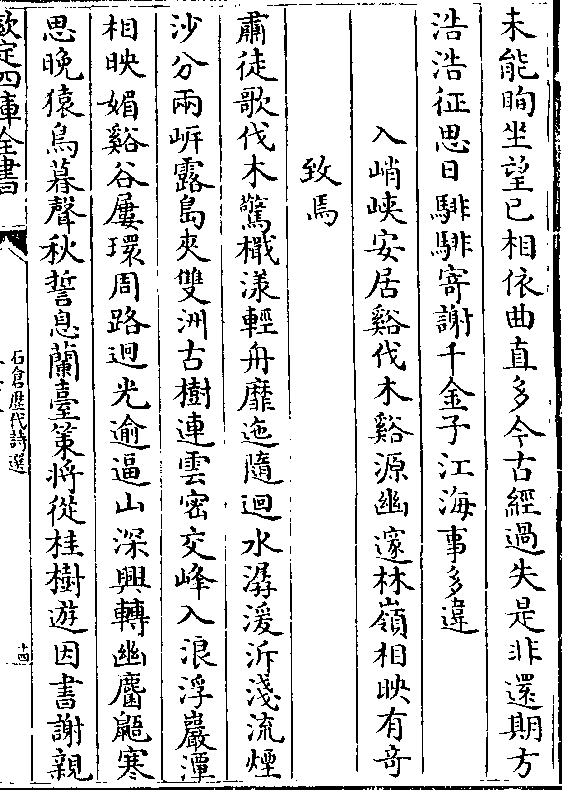 未能眴坐望已相依曲直多今古經過失是非還期方
浩浩征思日騑騑寄謝千金子江海事多違
入峭峽安居谿伐木谿源幽邃林嶺相映有奇
致焉
肅徒歌伐木驚檝漾輕舟靡迤隨迴水潺湲泝淺流煙
沙分兩岸露島夾雙洲古樹連雲密交峰入浪浮巖潭
相映媚谿谷屢環周路迥光逾逼山深興轉幽麏鼯寒
思晚猿鳥暮聲秋誓息蘭臺策將從桂樹遊因書謝親
欽定四庫全書
石倉歷代詩選
十四